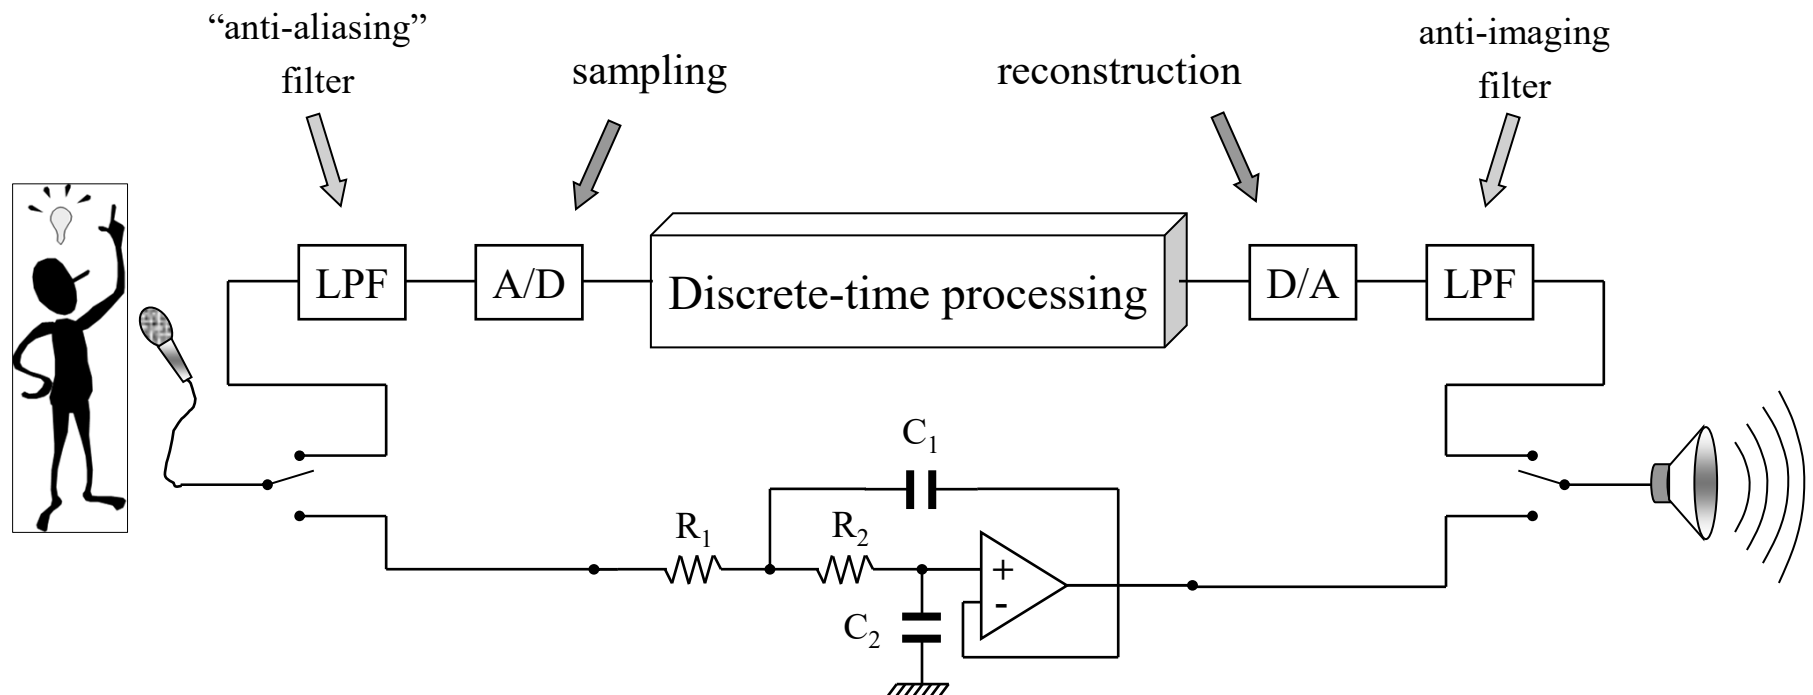 “anti-aliasing”
filter
sampling
reconstruction
anti-imaging
filter
LPF
A/D
Discrete-time processing
D/A
LPF
C1
R1
R2
+
-
C2